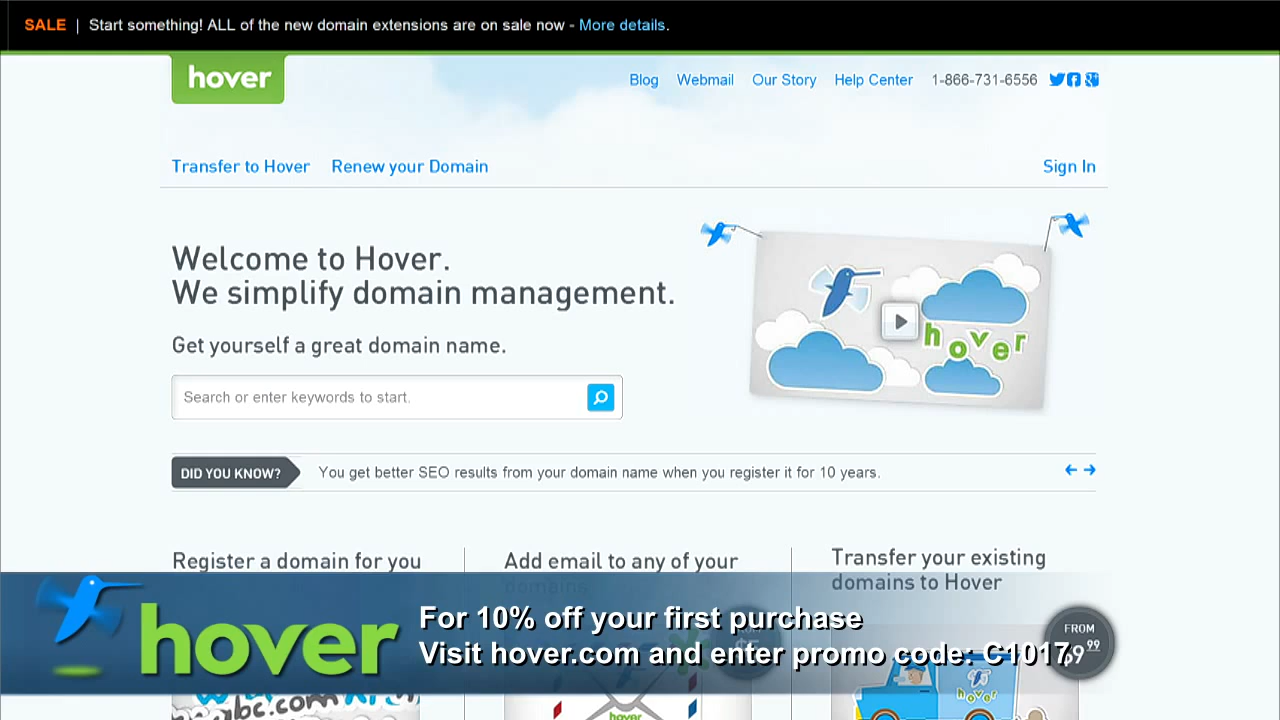 SALE | Start something! ALL of the new domain extensions are on sale now - More details.
hover
Blog Webmail Our Story Help Center 1-866-731-6556
Transfer to Hover Renew your Domain Sign In
Welcome to Hover.
We simplify domain management.
hover
Get yourself a great domain name.
Search or enter keywords to start.
DID YOU KNOW? You get better SEO results from your domain name when you register it for 10 years.
Register a domain for you
Add email to any of your
domains
Transfer your existing
domains to Hover
hover
For 10% off your first purchase
Visit hover.com and enter promo code: C1017
FROM
99
hover
hover